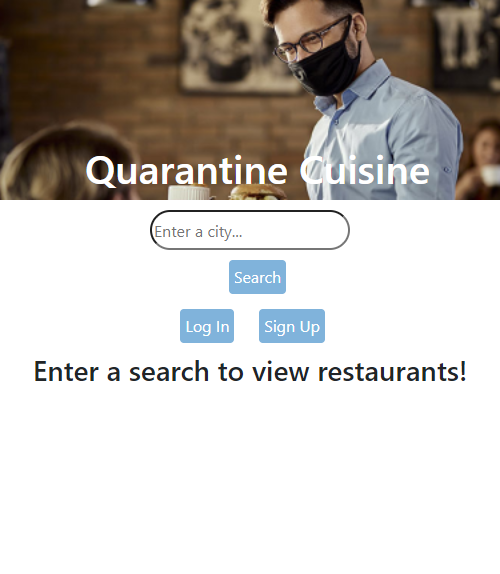 Quarantine Cuisine
Enter a city...
Search
Log In Sign Up
Enter a search to view restaurants!